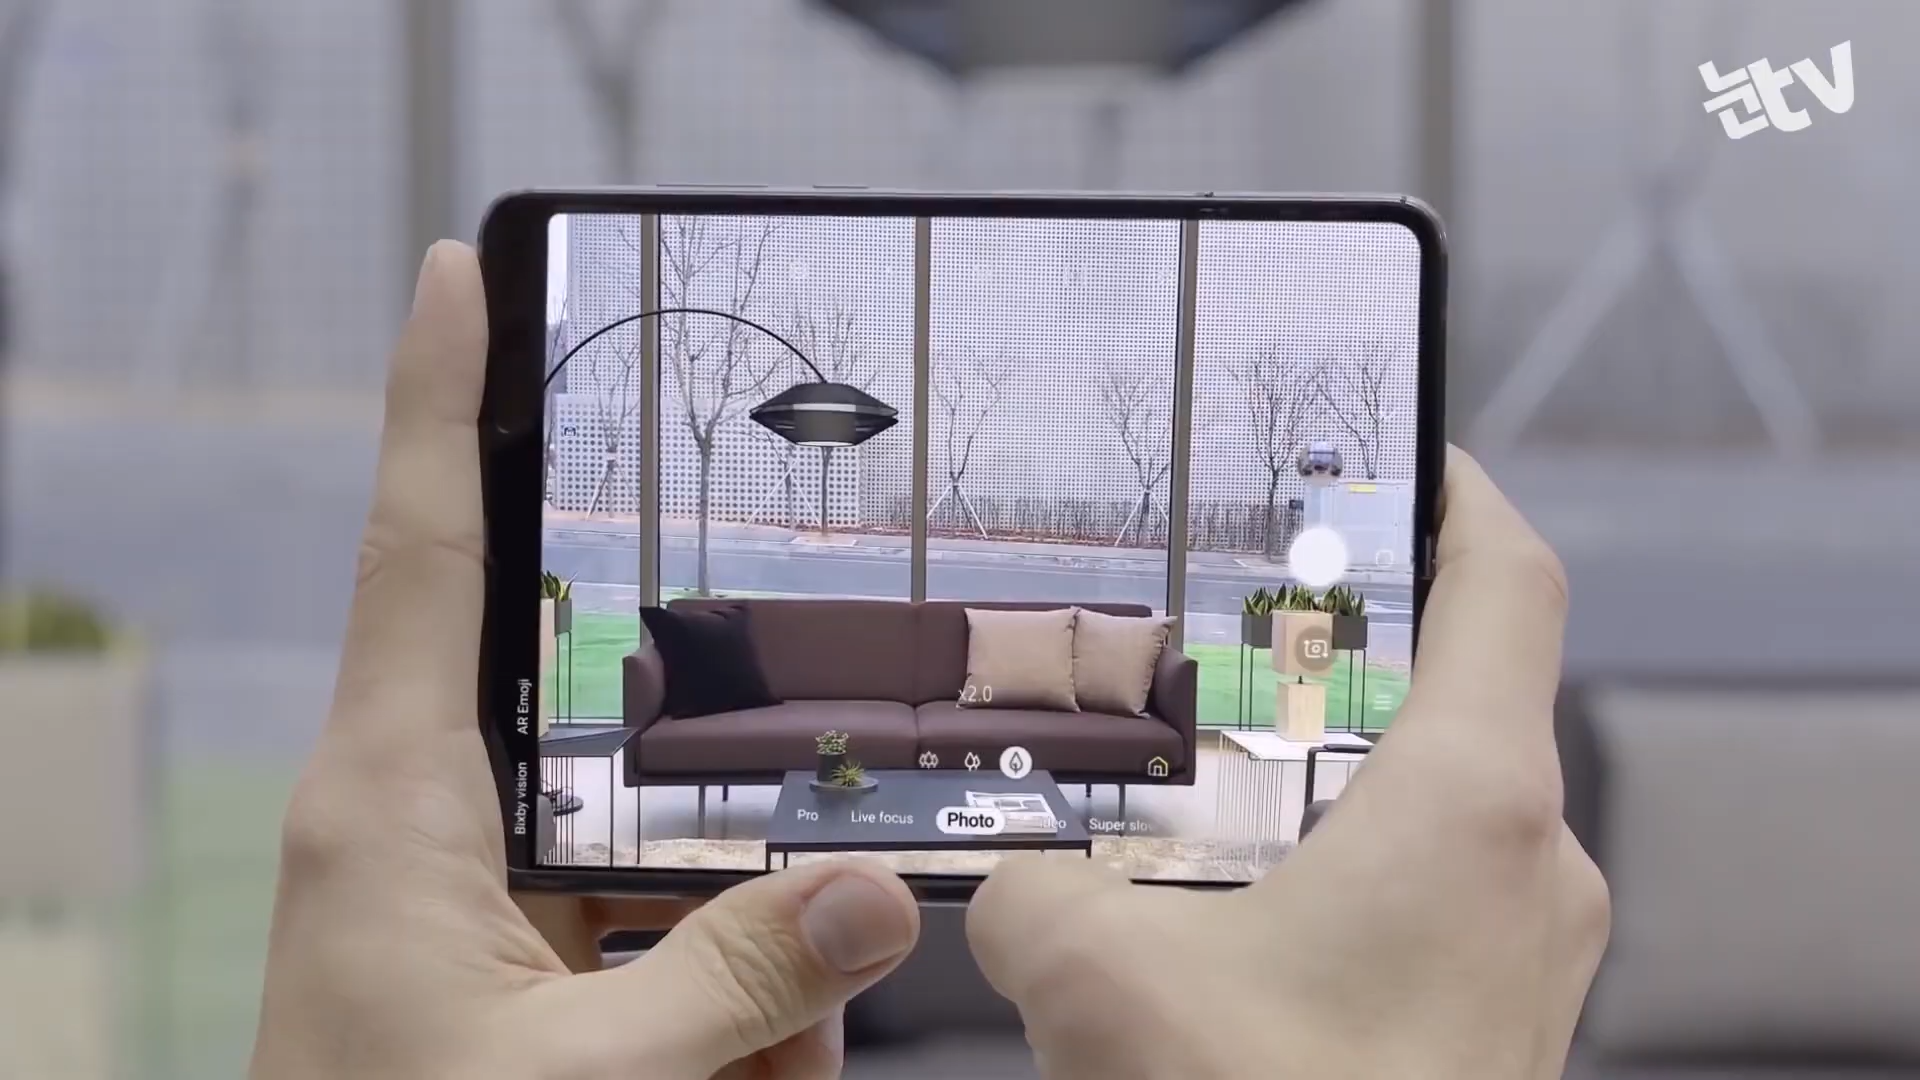 눈tv
AR Emoji
Bixby vision
x2.0
Pro
Live focus
Photo
Super slo